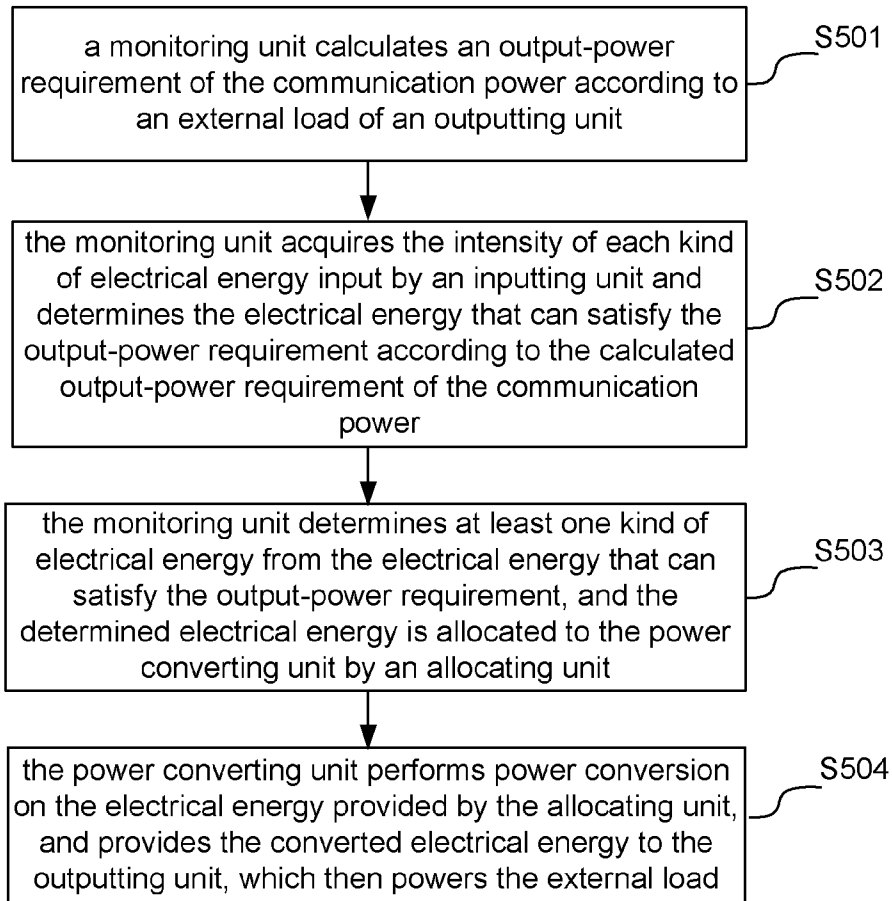 a monitoring unit calculates an output-power
requirement of the communication power according to
an external load of an outputting unit
S501
the monitoring unit acquires the intensity of each kind
of electrical energy input by an inputting unit and
determines the electrical energy that can satisfy the
output-power requirement according to the calculated
output-power requirement of the communication
power
S502
the monitoring unit determines at least one kind of
electrical energy from the electrical energy that can
satisfy the output-power requirement, and the
determined electrical energy is allocated to the power
converting unit by an allocating unit
S503
the power converting unit performs power conversion
on the electrical energy provided by the allocating unit,
and provides the converted electrical energy to the
outputting unit, which then powers the external load
S504